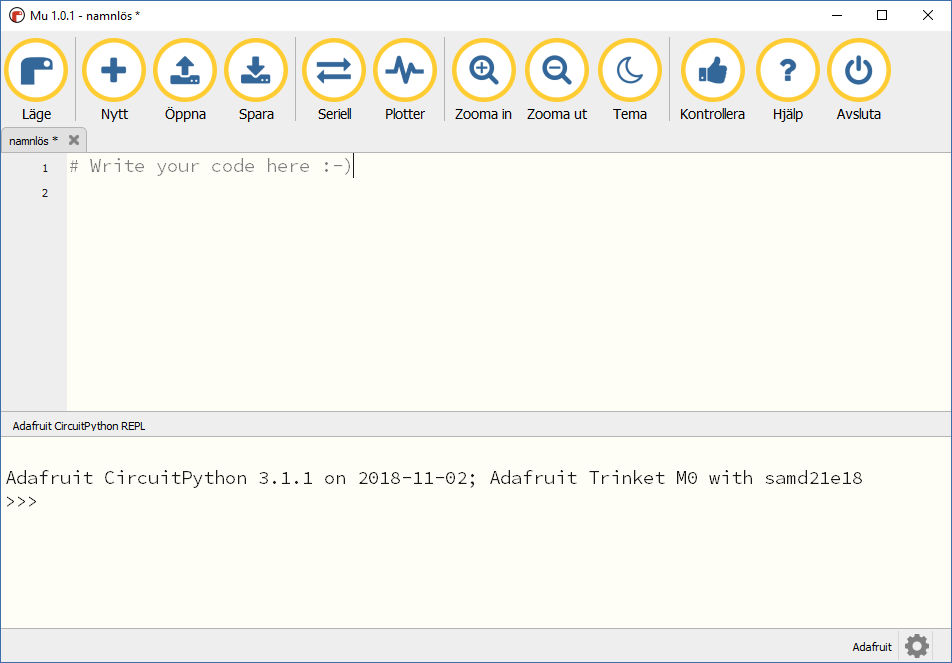 Mu 1.0.1 - namnlös *
Läge Nytt Öppna Spara Seriell Plotter Zooma in Zooma ut Tema Kontrollera Hjälp Avsluta
namnlös *
1 # Write your code here :-)
2
Adafruit CircuitPython REPL
Adafruit CircuitPython 3.1.1 on 2018-11-02; Adafruit Trinket M0 with samd21e18
>>>
Adafruit